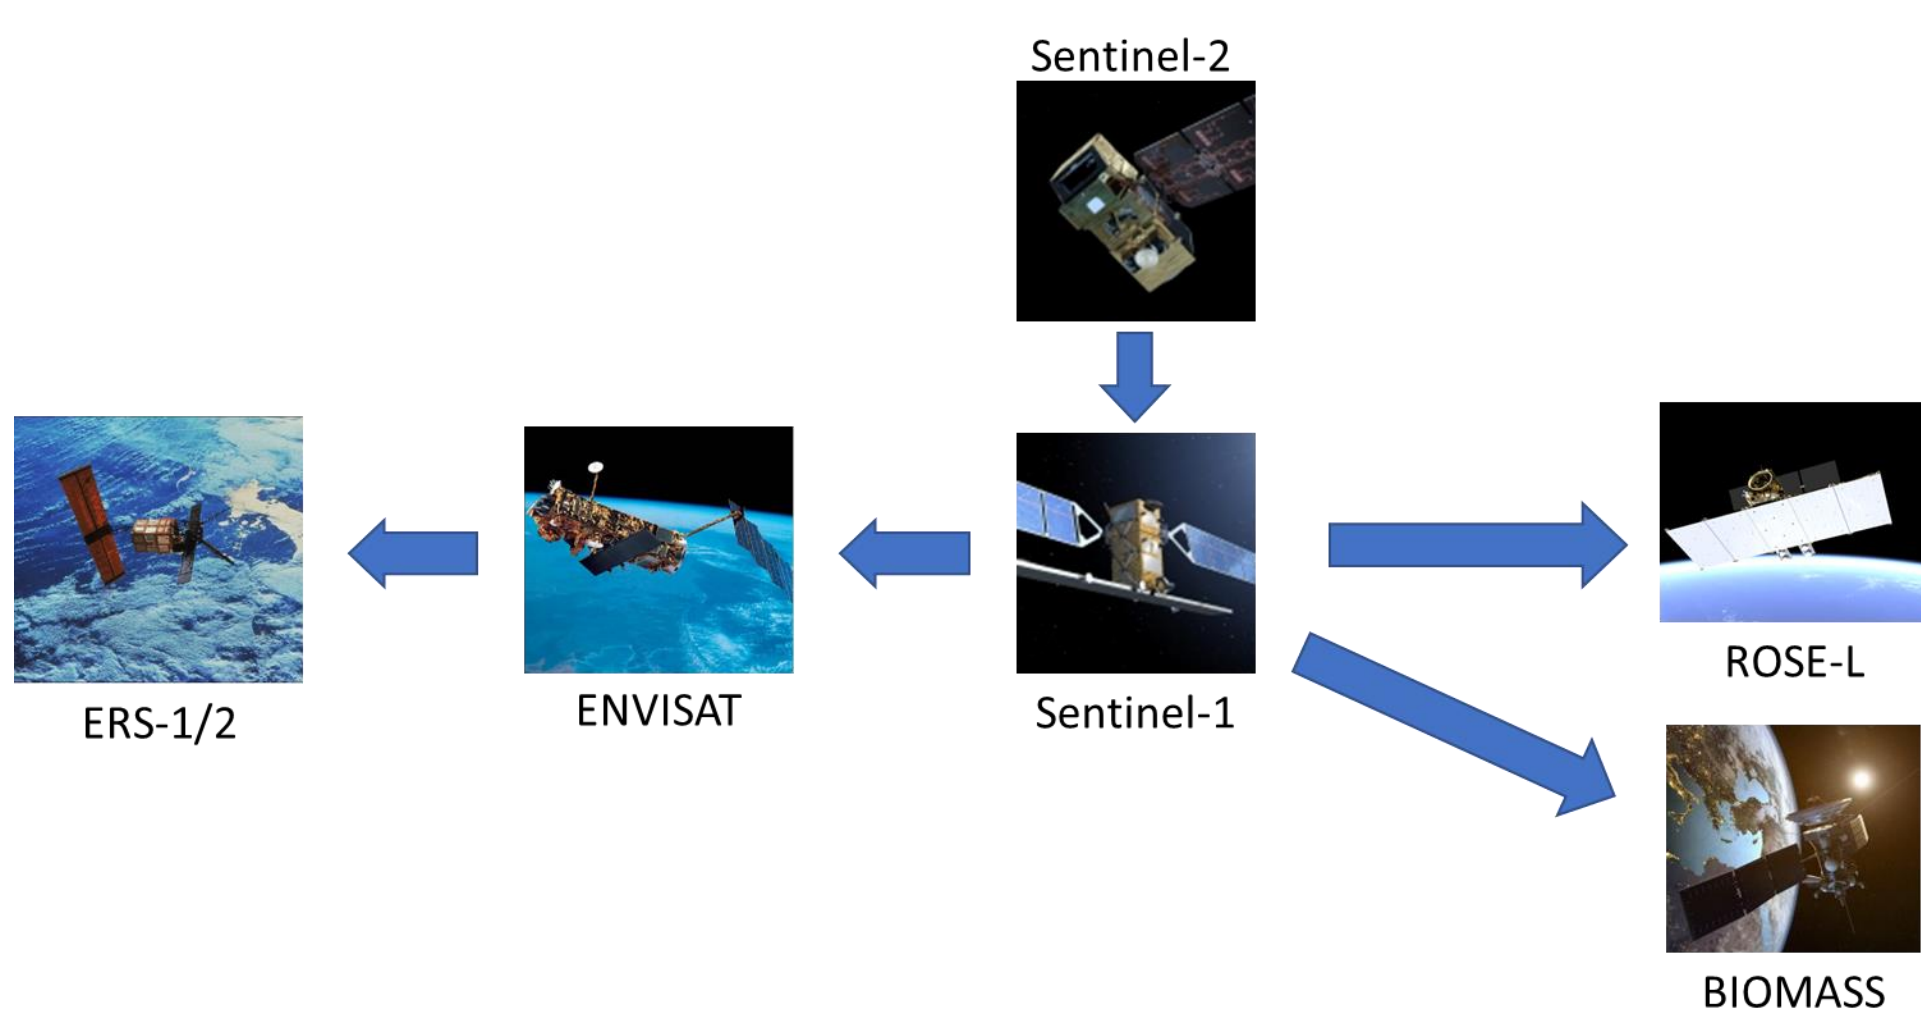 Sentinel-2
ERS-1/2
ENVISAT
Sentinel-1
ROSE-L
BIOMASS